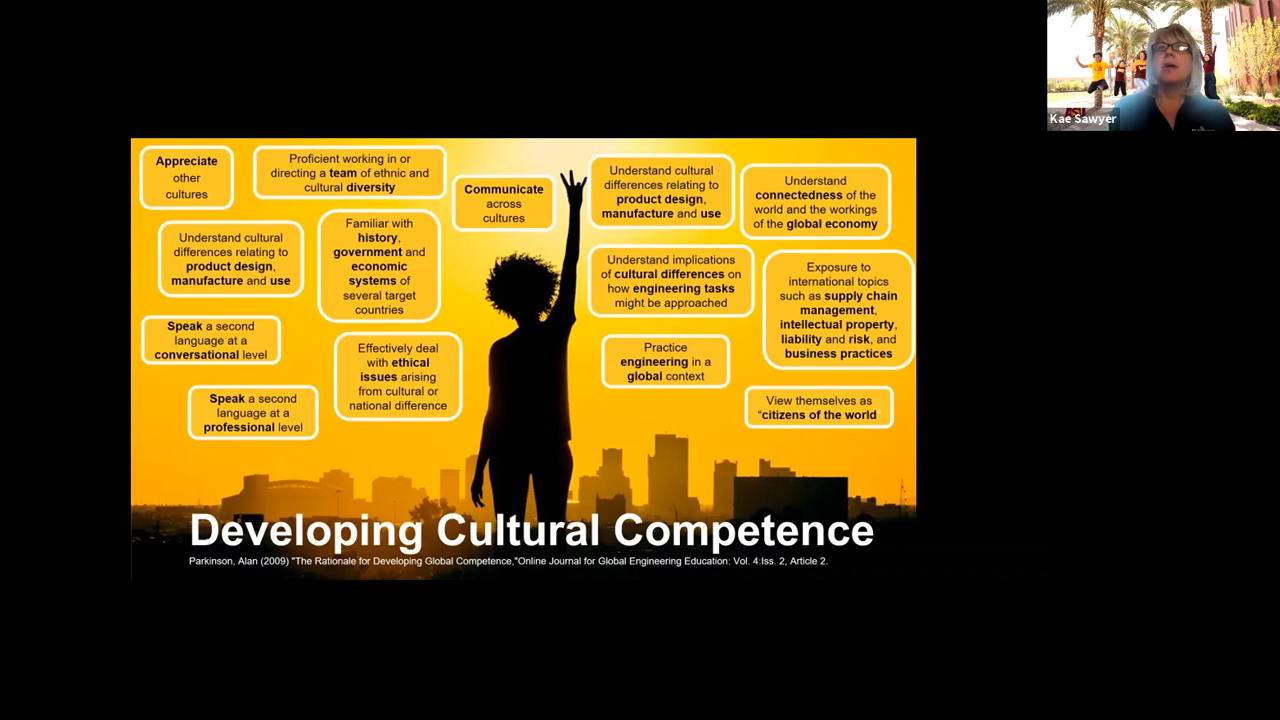 Kae Sawyer
Appreciate
other
cultures
Proficient working in or
directing a team of ethnic and
cultural diversity
Communicate
across
cultures
Understand cultural
differences relating to
product design,
manufacture and use
Understand
connectedness of the
world and the workings
of the global economy
Understand cultural
differences relating to
product design,
manufacture and use
Familiar with
history,
government and
economic
systems of
several target
countries
Understand implications
of cultural differences on
how engineering tasks
might be approached
Exposure to
international topics
such as supply chain
management,
intellectual property,
liability and risk, and
business practices
Speak a second
language at a
conversational level
Effectively deal
with ethical
issues arising
from cultural or
national difference
Practice
engineering in a
global context
Speak a second
language at a
professional level
View themselves as
“citizens of the world
Developing Cultural Competence
Parkinson, Alan (2009) "The Rationale for Developing Global Competence,"Online Journal for Global Engineering Education: Vol. 4:Iss. 2, Article 2.